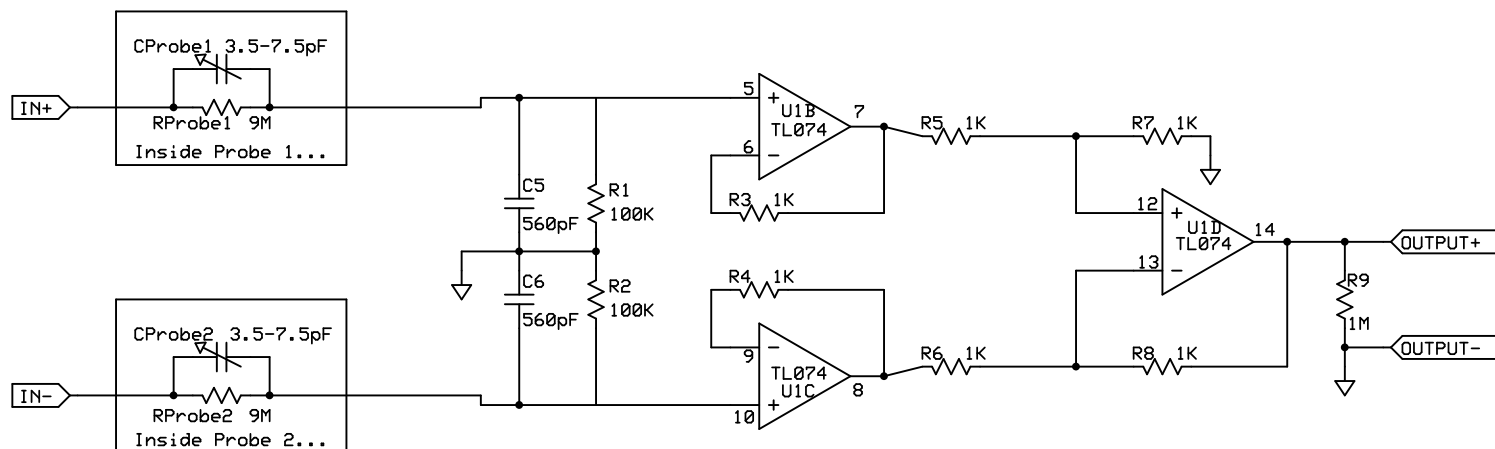 CProbe1 3.5-7.5pF
IN+
RProbe1 9M
Inside Probe 1...
C5
560pF
R1
100K
C6
560pF
R2
100K
CProbe2 3.5-7.5pF
IN-
RProbe2 9M
Inside Probe 2...
5
+
U1B
TL074
7
6
-
R3 1K
R4 1K
9
-
TL074
U1C
8
10
+
R5 1K
R7 1K
12
+
U1D
TL074
14
13
-
R6 1K
R8 1K
OUTPUT+
R9
1M
OUTPUT-